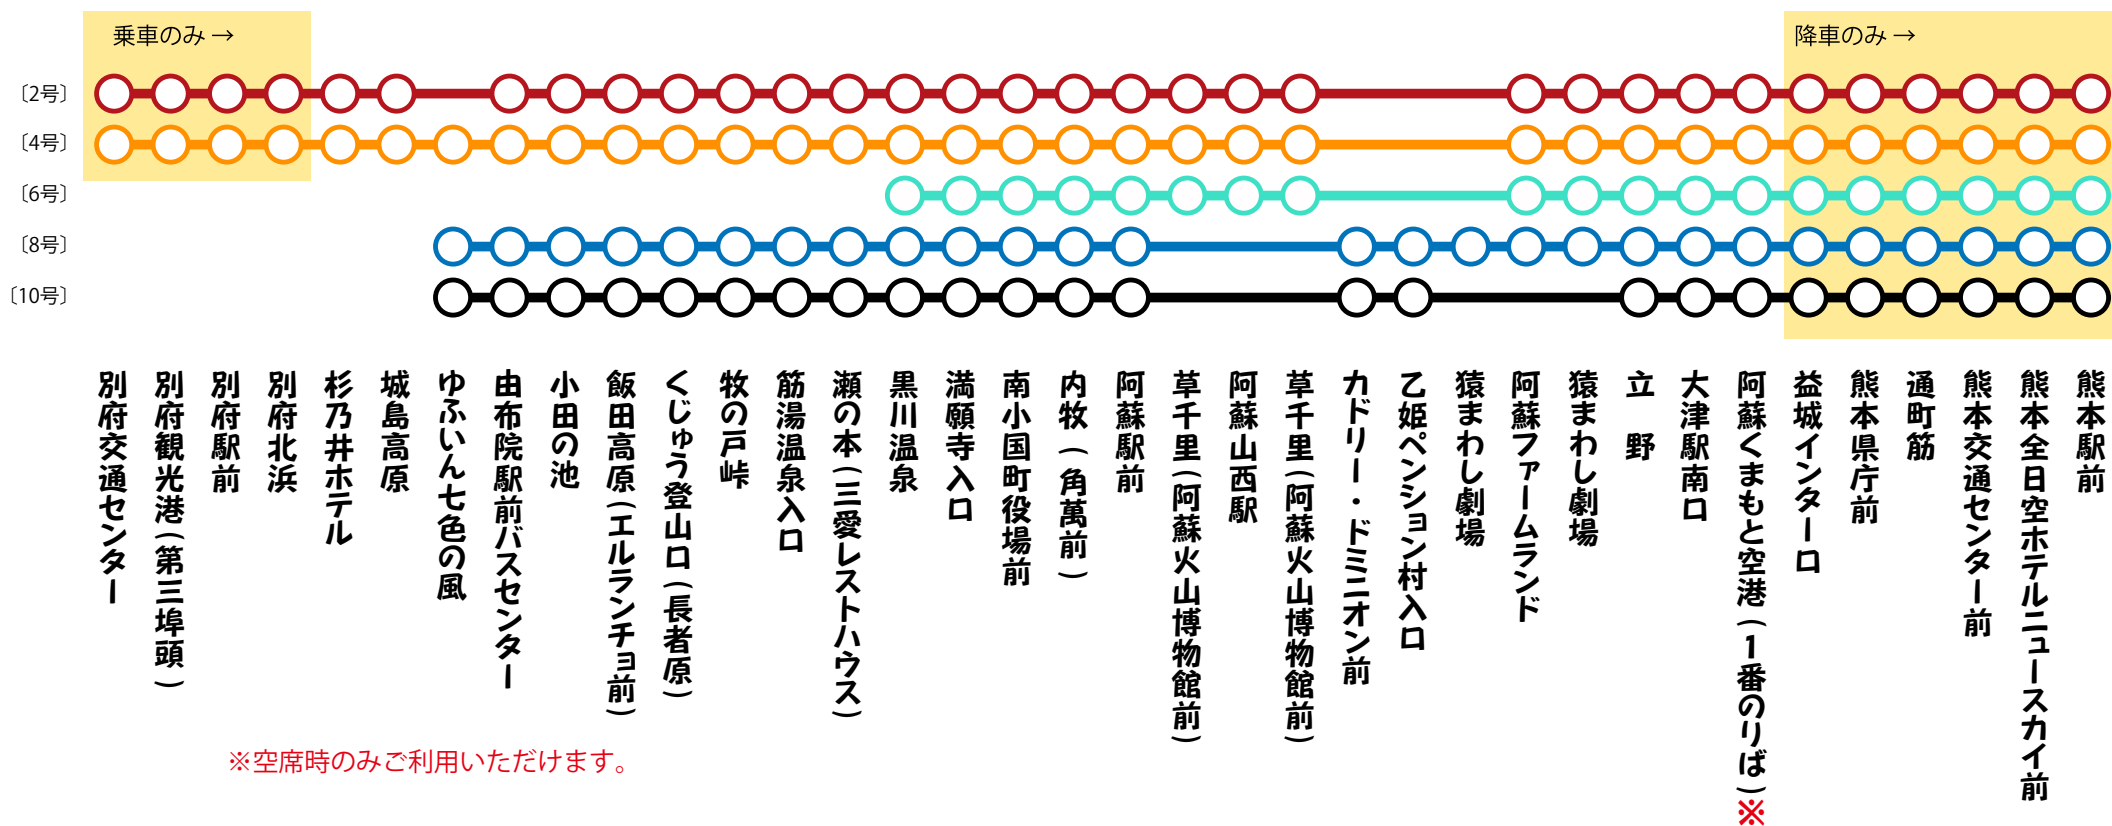 乗車のみ →
降車のみ →
〔2号〕
〔4号〕
〔6号〕
〔8号〕
〔10号〕
別府交通センター
別府観光港（第三埠頭）
別府駅前
別府北浜
杉乃井ホテル
城島高原
ゆふいん七色の風
由布院駅前バスセンター
小田の池
飯田高原（エルランチョ前）
くじゅう登山口（長者原）
牧の戸峠
筋湯温泉入口
瀬の本（三愛レストハウス）
黒川温泉
満願寺入口
南小国町役場前
内牧（角萬前）
阿蘇駅前
草千里（阿蘇火山博物館前）
阿蘇山西駅
草千里（阿蘇火山博物館前）
カドリー・ドミニオン前
乙姫ペンション村入口
猿まわし劇場
阿蘇ファームランド
猿まわし劇場
立　野
大津駅南口
阿蘇くまもと空港（1番のりば）※
益城インター口
熊本県庁前
通町筋
熊本交通センター前
熊本全日空ホテルニュースカイ前
熊本駅前
※空席時のみご利用いただけます。